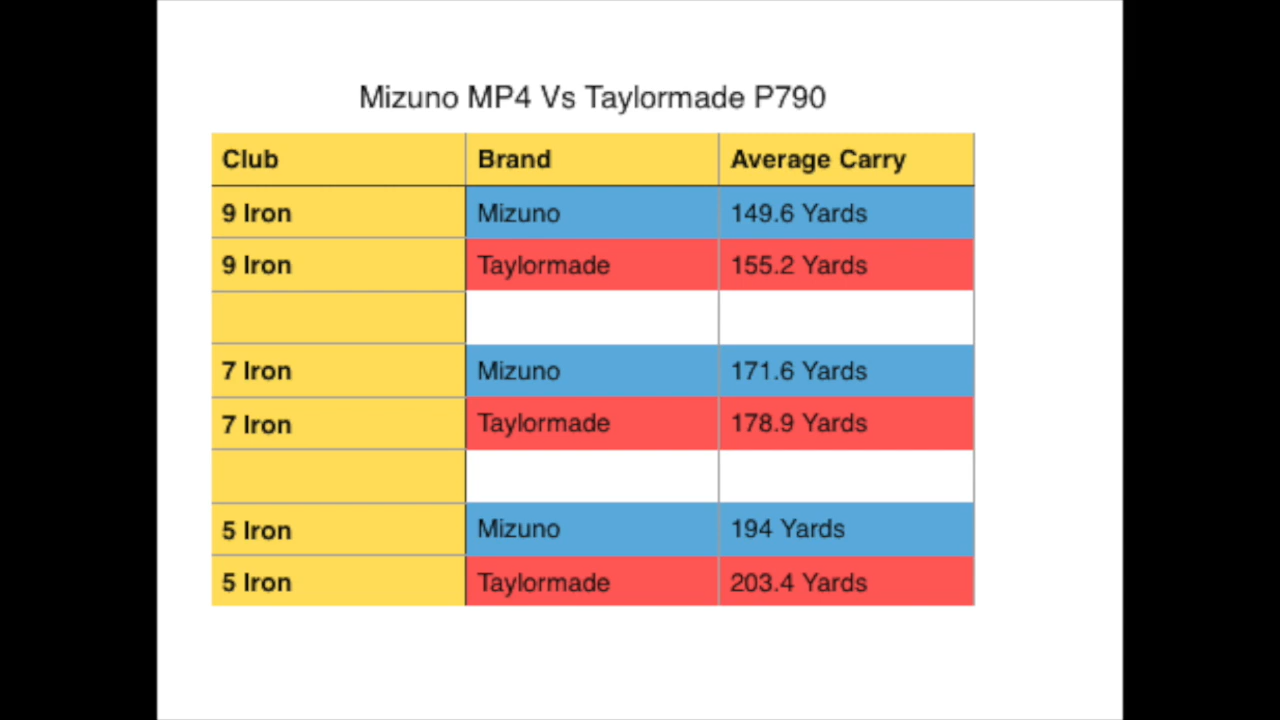 Mizuno MP4 Vs Taylormade P790
Club Brand Average Carry
9 Iron Mizuno 149.6 Yards
9 Iron Taylormade 155.2 Yards
7 Iron Mizuno 171.6 Yards
7 Iron Taylormade 178.9 Yards
5 Iron Mizuno 194 Yards
5 Iron Taylormade 203.4 Yards